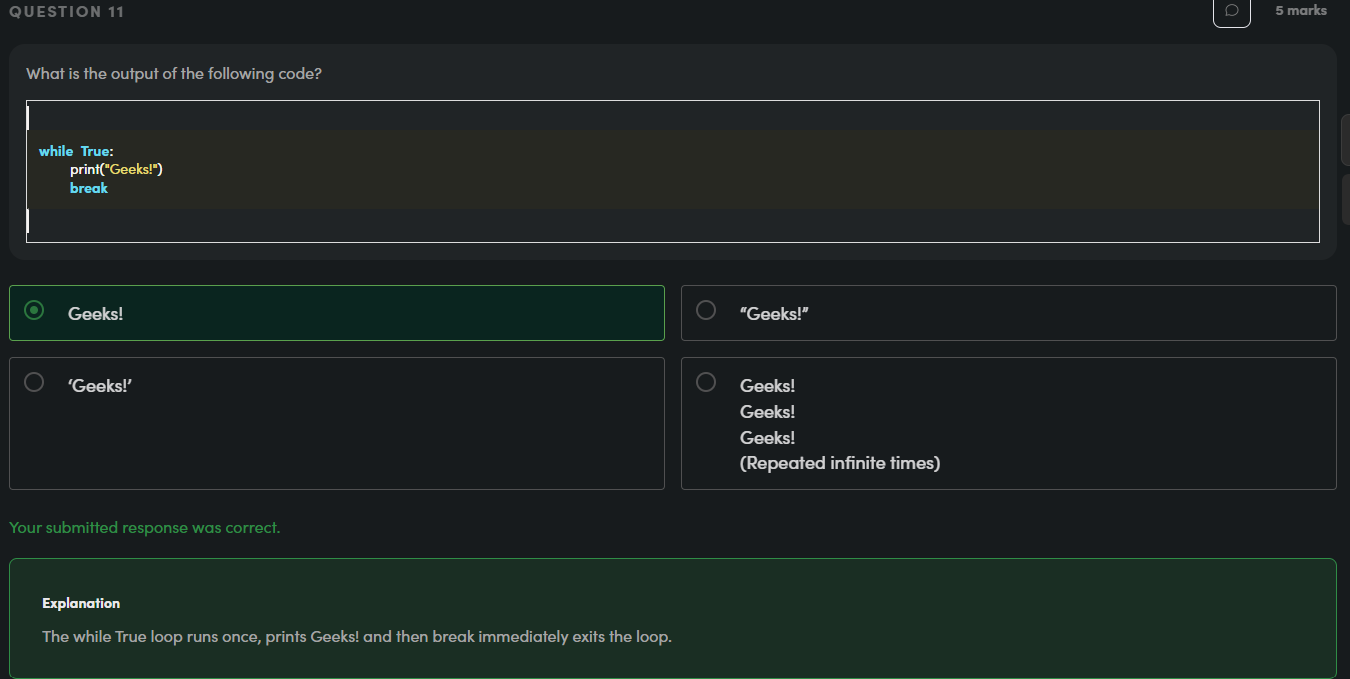 QUESTION 11
5 marks
What is the output of the following code?
while True:
print("Geeks!")
break
Geeks!
“Geeks!”
‘Geeks!’
Geeks!
Geeks!
Geeks!
(Repeated infinite times)
Your submitted response was correct.
Explanation
The while True loop runs once, prints Geeks! and then break immediately exits the loop.